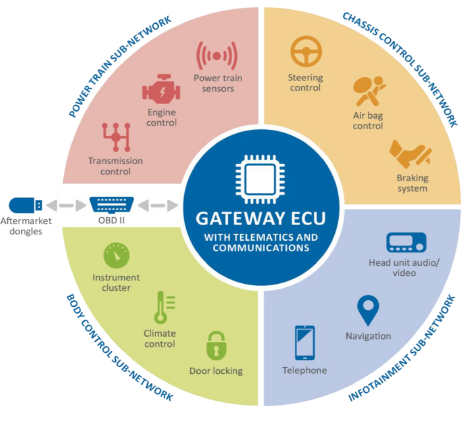 POWER TRAIN SUB-NETWORK
CHASSIS CONTROL SUB-NETWORK
Power train
sensors
Engine
control
Transmission
control
Steering
control
Air bag
control
Braking
system
GATEWAY ECU
WITH TELEMATICS AND
COMMUNICATIONS
Aftermarket
dongles
OBD II
Instrument
cluster
Climate
control
Door locking
Head unit audio/
video
Navigation
Telephone
BODY CONTROL SUB-NETWORK
INFOTAINMENT SUB-NETWORK